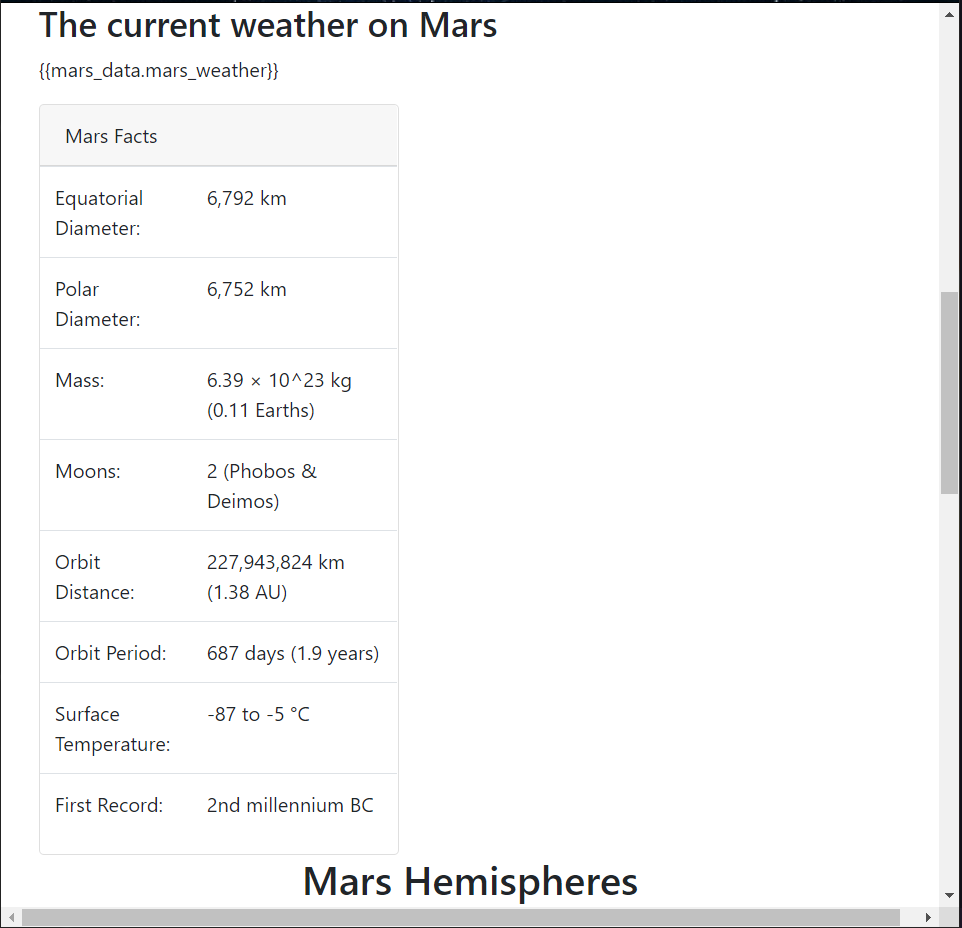 The current weather on Mars
{{mars_data.mars_weather}}
Mars Facts
Equatorial 6,792 km
Diameter:
Polar 6,752 km
Diameter:
Mass: 6.39 × 10^23 kg
(0.11 Earths)
Moons: 2 (Phobos &
Deimos)
Orbit 227,943,824 km
Distance: (1.38 AU)
Orbit Period: 687 days (1.9 years)
Surface -87 to -5 °C
Temperature:
First Record: 2nd millennium BC
Mars Hemispheres